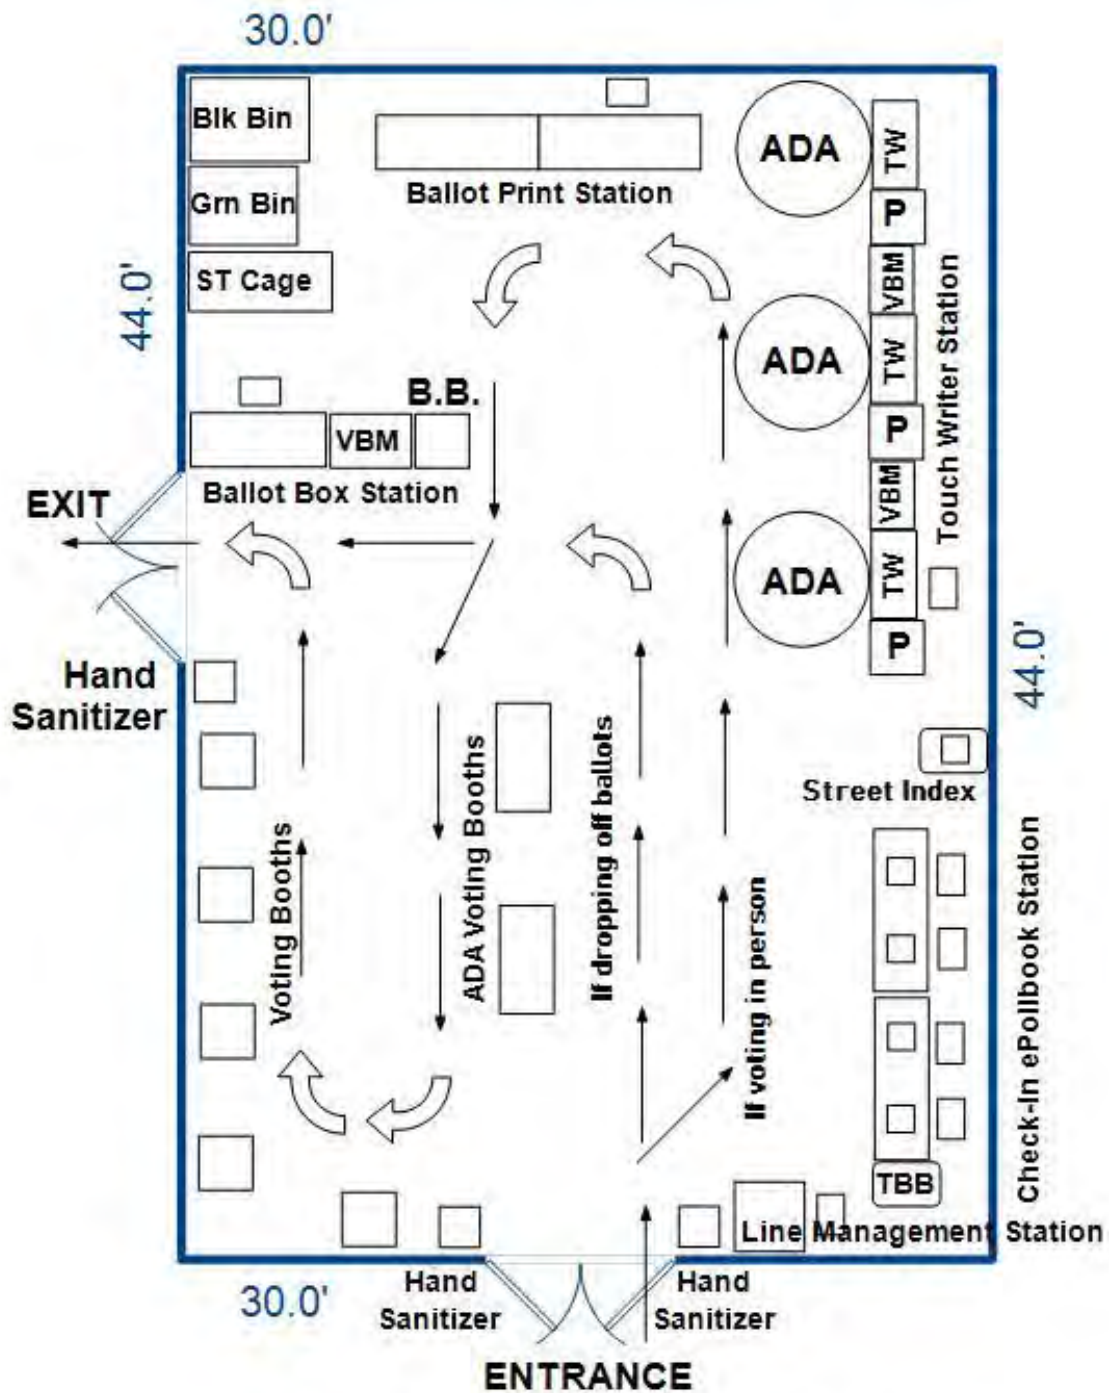 30.0'
Blk Bin
Grn Bin
ST Cage
Ballot Print Station
ADA
TW
P
VBM
44.0'
ADA
TW
P
Touch Writer Station
B.B.
VBM
Ballot Box Station
VBM
EXIT
ADA
TW
P
Hand
Sanitizer
44.0'
Street Index
Voting Booths
ADA Voting Booths
If dropping off ballots
If voting in person
Check-In ePollbook Station
TBB
Line Management Station
30.0'
Hand
Sanitizer
Hand
Sanitizer
ENTRANCE